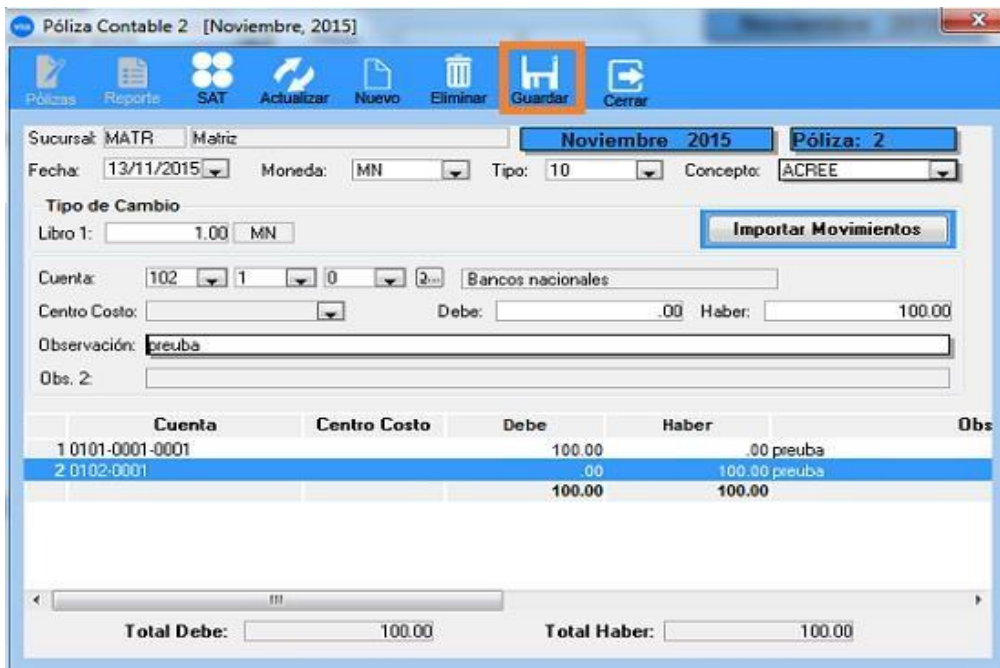 Póliza Contable 2 [Noviembre, 2015]
Pólizas Reporte SAT Actualizar Nuevo Eliminar Guardar Cerrar
Sucursal: MATR Matriz Noviembre 2015 Póliza: 2
Fecha: 13/11/2015 Moneda: MN Tipo: 10 Concepto: ACREE
Tipo de Cambio
Libro 1: 1.00 MN Importar Movimientos
Cuenta: 102 1 0 2... Bancos nacionales
Centro Costo: Debe: .00 Haber: 100.00
Observación: preuba
Obs. 2:
Cuenta Centro Costo Debe Haber Obs
1 0101-0001-0001 100.00 .00 preuba
2 0102-0001 .00 100.00 preuba
100.00 100.00
Total Debe: 100.00 Total Haber: 100.00